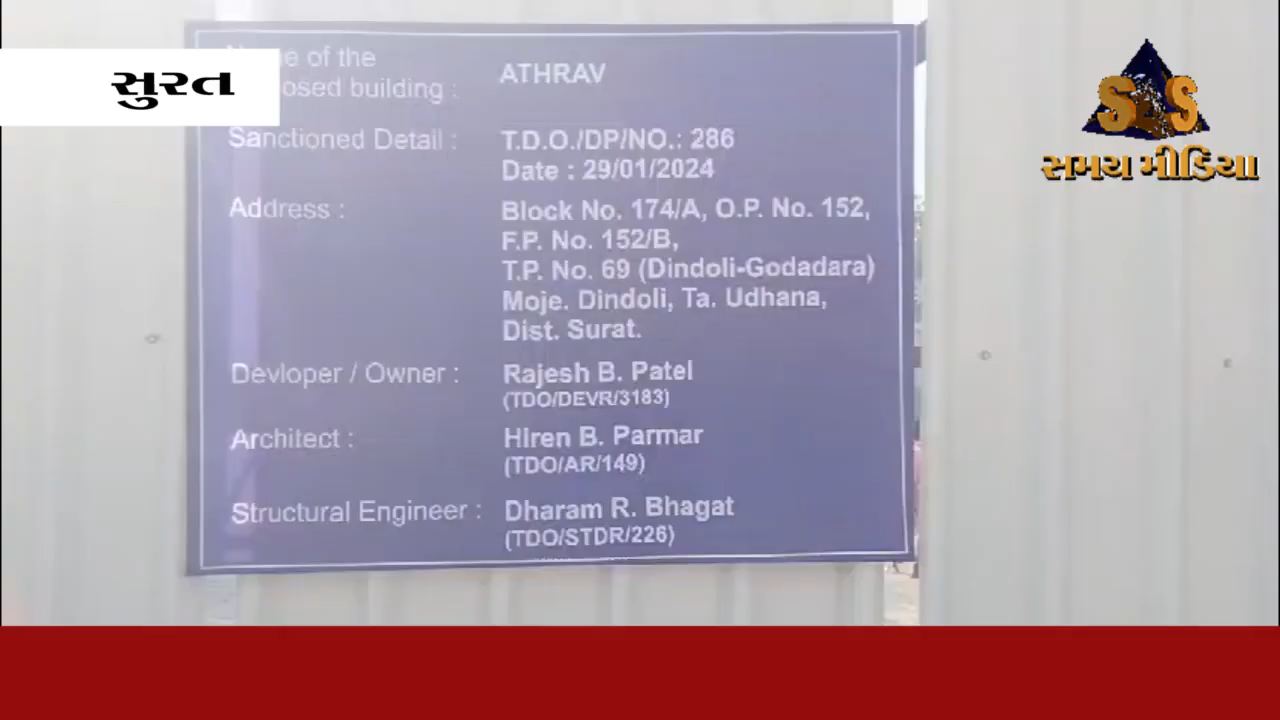 સુરત
e of the
osed building :
ATHRAV
Sanctioned Detail :
T.D.O./DP/NO.: 286
Date : 29/01/2024
Address :
Block No. 174/A, O.P. No. 152,
F.P. No. 152/B,
T.P. No. 69 (Dindoli-Godadara)
Moje. Dindoli, Ta. Udhana,
Dist. Surat.
Devloper / Owner :
Rajesh B. Patel
(TDO/DEVR/3183)
Architect :
Hiren B. Parmar
(TDO/AR/149)
Structural Engineer :
Dharam R. Bhagat
(TDO/STDR/226)
S S
સમય મીડિયા